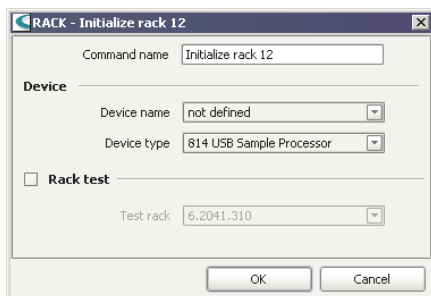 RACK - Initialize rack 12
Command name Initialize rack 12
Device
Device name not defined
Device type 814 USB Sample Processor
Rack test
Test rack 6.2041.310
OK Cancel